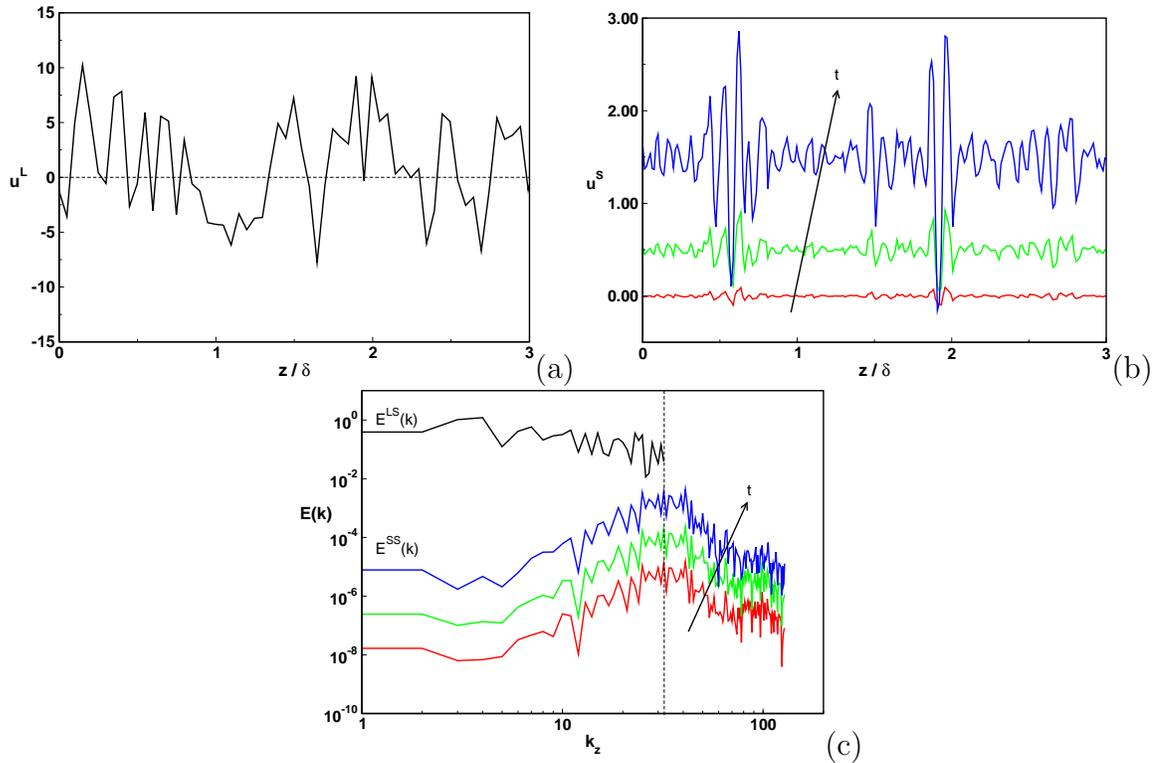 15
10
5
0
-5
-10
-15
u^L
0
1
2
3
z / δ
(a)
3.00
2.00
1.00
0.00
u^S
t
0
1
2
3
z / δ
(b)
10^0
10^-2
10^-4
10^-6
10^-8
10^-10
E(k)
E^LS(k)
E^SS(k)
t
1
10
100
k_z
(c)